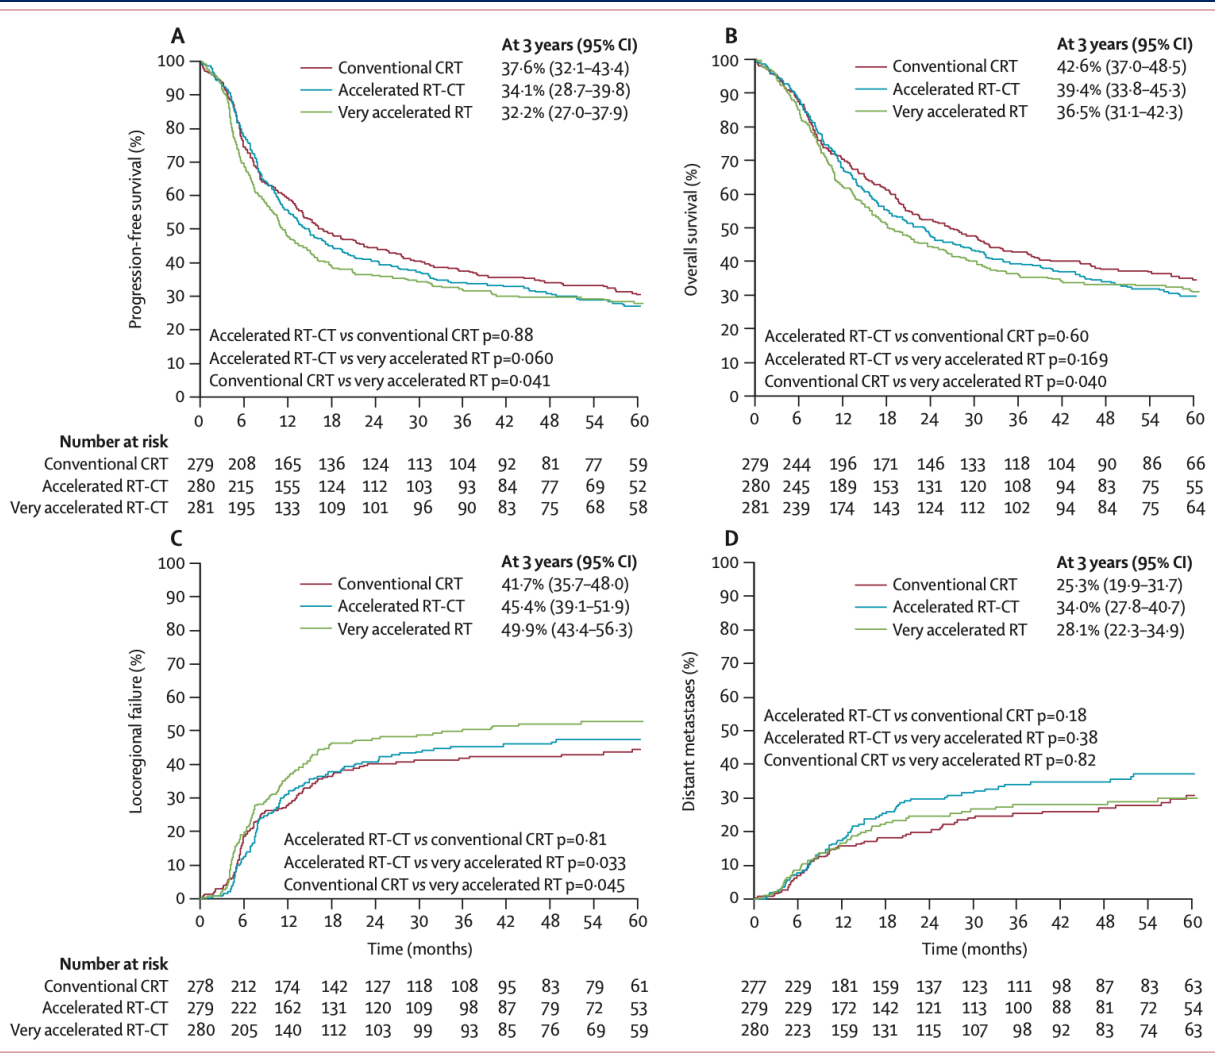 A
At 3 years (95% CI)
Conventional CRT 37·6% (32·1–43·4)
Accelerated RT-CT 34·1% (28·7–39·8)
Very accelerated RT 32·2% (27·0–37·9)
Progression-free survival (%)
100
90
80
70
60
50
40
30
20
10
0
Accelerated RT-CT vs conventional CRT p=0·88
Accelerated RT-CT vs very accelerated RT p=0·060
Conventional CRT vs very accelerated RT p=0·041
0 6 12 18 24 30 36 42 48 54 60
Number at risk
Conventional CRT 279 208 165 136 124 113 104 92 81 77 59
Accelerated RT-CT 280 215 155 124 112 103 93 84 77 69 52
Very accelerated RT-CT 281 195 133 109 101 96 90 83 75 68 58
B
At 3 years (95% CI)
Conventional CRT 42·6% (37·0–48·5)
Accelerated RT-CT 39·4% (33·8–45·3)
Very accelerated RT 36·5% (31·1–42·3)
Overall survival (%)
100
90
80
70
60
50
40
30
20
10
0
Accelerated RT-CT vs conventional CRT p=0·60
Accelerated RT-CT vs very accelerated RT p=0·169
Conventional CRT vs very accelerated RT p=0·040
0 6 12 18 24 30 36 42 48 54 60
279 244 196 171 146 133 118 104 90 86 66
280 245 189 153 131 120 108 94 83 75 55
281 239 174 143 124 112 102 94 84 75 64
C
At 3 years (95% CI)
Conventional CRT 41·7% (35·7–48·0)
Accelerated RT-CT 45·4% (39·1–51·9)
Very accelerated RT 49·9% (43·4–56·3)
Locoregional failure (%)
100
90
80
70
60
50
40
30
20
10
0
Accelerated RT-CT vs conventional CRT p=0·81
Accelerated RT-CT vs very accelerated RT p=0·033
Conventional CRT vs very accelerated RT p=0·045
0 6 12 18 24 30 36 42 48 54 60
Time (months)
Number at risk
Conventional CRT 278 212 174 142 127 118 108 95 83 79 61
Accelerated RT-CT 279 222 162 131 120 109 98 87 79 72 53
Very accelerated RT-CT 280 205 140 112 103 99 93 85 76 69 59
D
At 3 years (95% CI)
Conventional CRT 25·3% (19·9–31·7)
Accelerated RT-CT 34·0% (27·8–40·7)
Very accelerated RT 28·1% (22·3–34·9)
Distant metastases (%)
100
90
80
70
60
50
40
30
20
10
0
Accelerated RT-CT vs conventional CRT p=0·18
Accelerated RT-CT vs very accelerated RT p=0·38
Conventional CRT vs very accelerated RT p=0·82
0 6 12 18 24 30 36 42 48 54 60
Time (months)
277 229 181 159 137 123 111 98 87 83 63
279 229 172 142 121 113 100 88 81 72 54
280 223 159 131 115 107 98 92 83 74 63